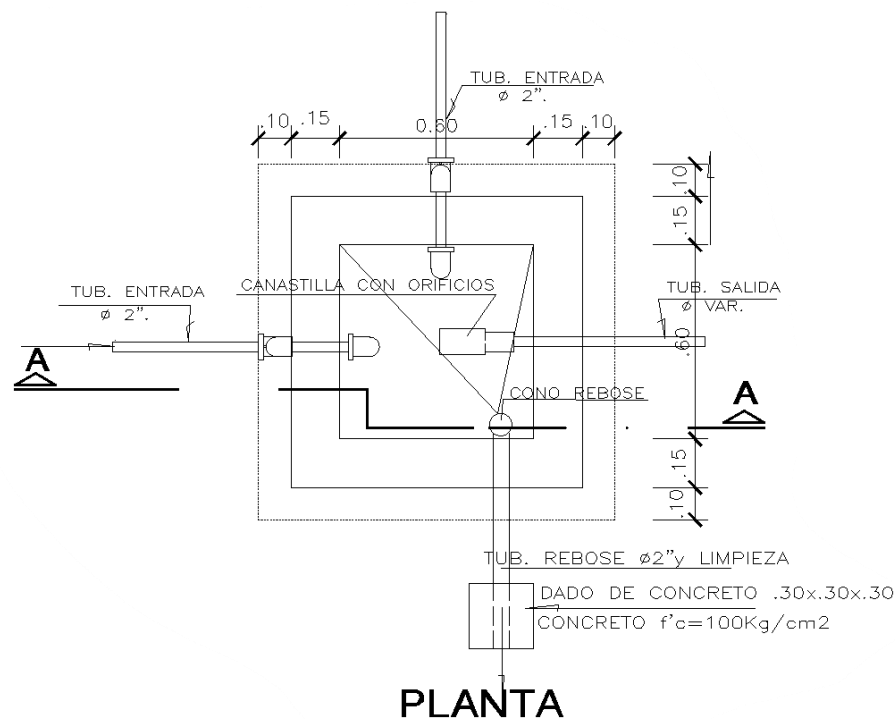 TUB. ENTRADA
ø 2".
.10 .15 0.60 .15 .10
.10
.15
CANASTILLA CON ORIFICIOS
TUB. ENTRADA
ø 2".
TUB. SALIDA
ø VAR.
.60
A
CONO REBOSE
A
.15
.10
TUB. REBOSE ø2"y LIMPIEZA
DADO DE CONCRETO .30x.30x.30
CONCRETO f'c=100Kg/cm2
PLANTA